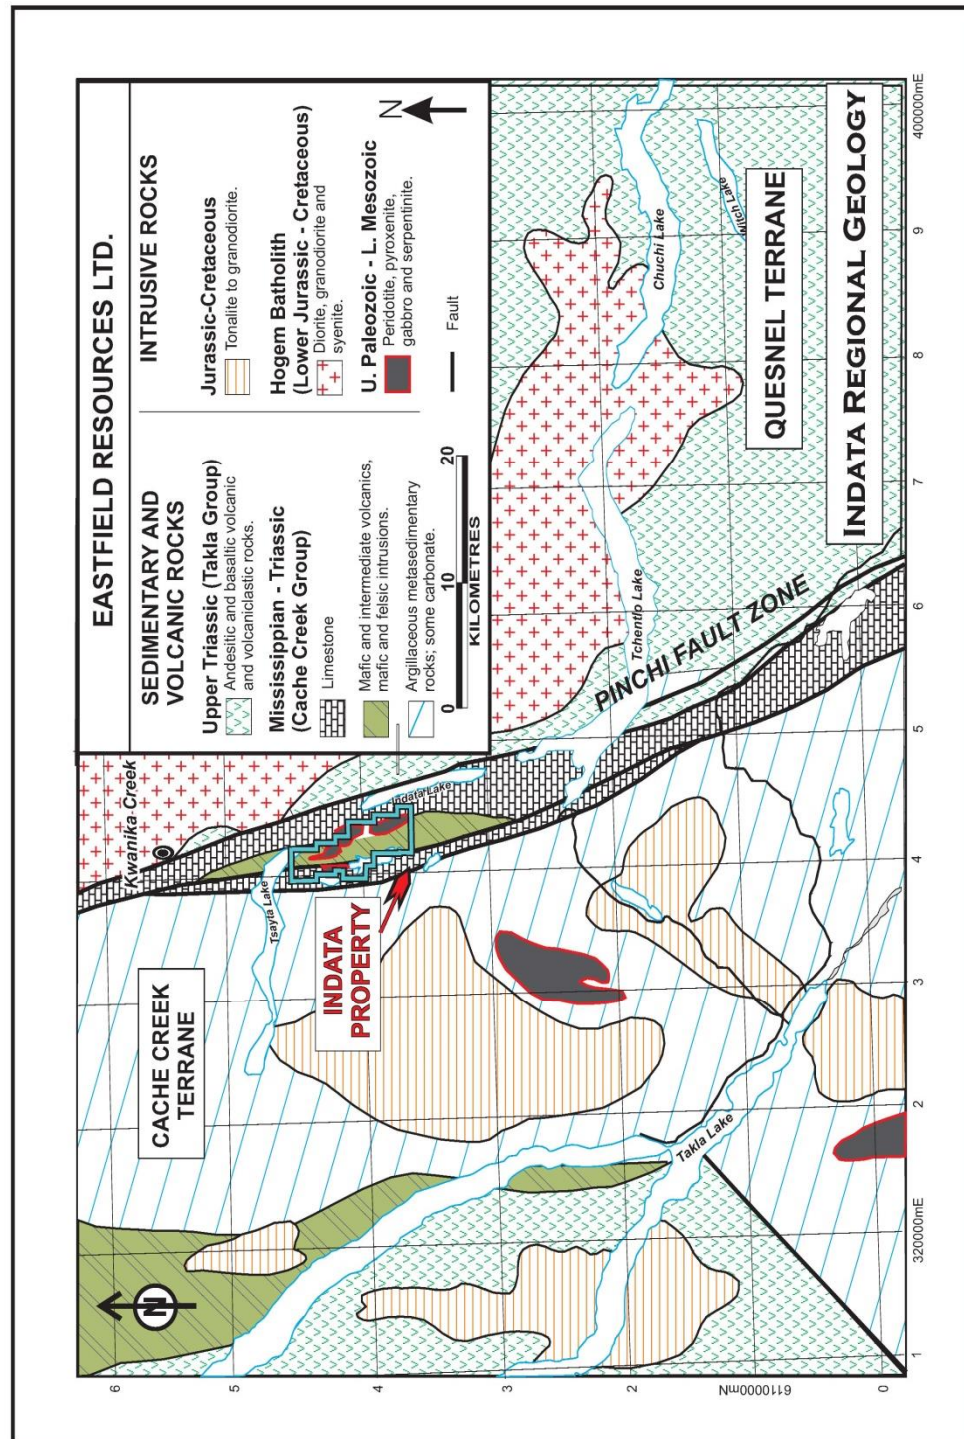 EASTFIELD RESOURCES LTD.
SEDIMENTARY AND
VOLCANIC ROCKS
Upper Triassic (Takla Group)
Andesitic and basaltic volcanic
and volcaniclastic rocks.
Mississippian - Triassic
(Cache Creek Group)
Limestone
Mafic and intermediate volcanics,
mafic and felsic intrusions.
Argillaceous metasedimentary
rocks; some carbonate.
0 10 20
KILOMETRES
INTRUSIVE ROCKS
Jurassic-Cretaceous
Tonalite to granodiorite.
Hogem Batholith
(Lower Jurassic - Cretaceous)
Diorite, granodiorite and
syenite.
U. Paleozoic - L. Mesozoic
Peridotite, pyroxenite,
gabbro and serpentinite.
Fault
N
N
CACHE CREEK
TERRANE
Kwanika Creek
Tsayta Lake
Indata Lake
INDATA
PROPERTY
Takla Lake
Tchentlo Lake
Chuchi Lake
Witch Lake
PINCHI FAULT ZONE
QUESNEL TERRANE
INDATA REGIONAL GEOLOGY
6
5
4
3
2
6110000mN
0
1
320000mE
2
3
4
5
6
7
8
9
400000mE